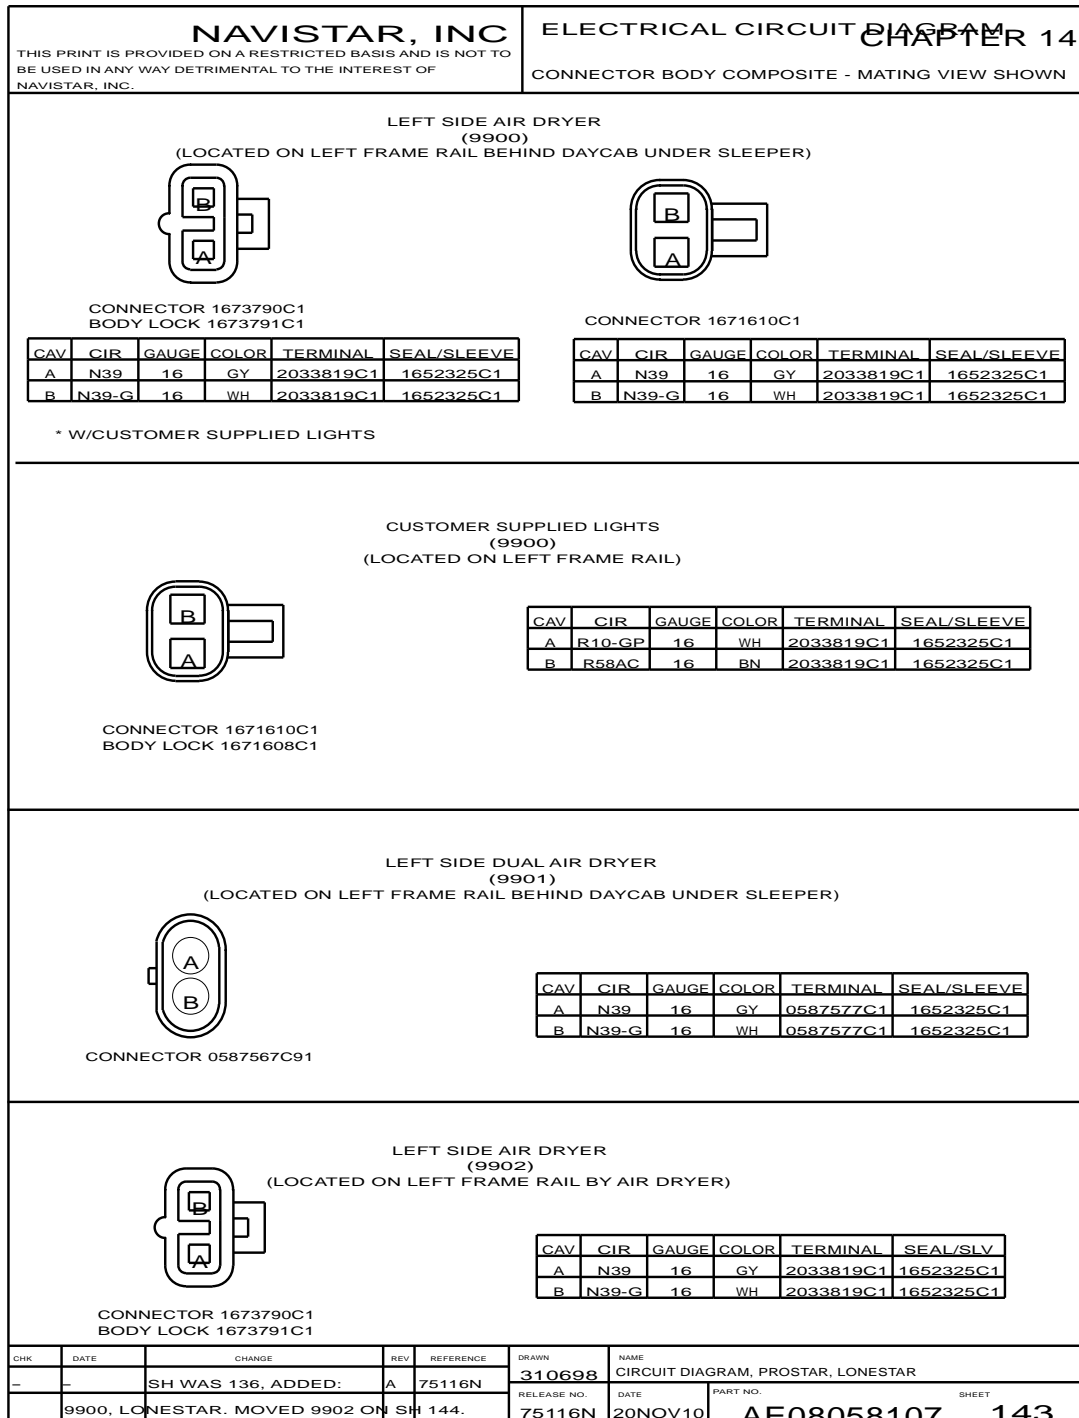 NAVISTAR, INC
THIS PRINT IS PROVIDED ON A RESTRICTED BASIS AND IS NOT TO
BE USED IN ANY WAY DETRIMENTAL TO THE INTEREST OF
NAVISTAR, INC.
ELECTRICAL CIRCUIT DIAGRAM
CHAPTER 14
CONNECTOR BODY COMPOSITE - MATING VIEW SHOWN
LEFT SIDE AIR DRYER
(9900)
(LOCATED ON LEFT FRAME RAIL BEHIND DAYCAB UNDER SLEEPER)
B
A
CONNECTOR 1673790C1
BODY LOCK 1673791C1
CAV CIR GAUGE COLOR TERMINAL SEAL/SLEEVE
A N39 16 GY 2033819C1 1652325C1
B N39-G 16 WH 2033819C1 1652325C1
B
A
CONNECTOR 1671610C1
CAV CIR GAUGE COLOR TERMINAL SEAL/SLEEVE
A N39 16 GY 2033819C1 1652325C1
B N39-G 16 WH 2033819C1 1652325C1
* W/CUSTOMER SUPPLIED LIGHTS
CUSTOMER SUPPLIED LIGHTS
(9900)
(LOCATED ON LEFT FRAME RAIL)
B
A
CONNECTOR 1671610C1
BODY LOCK 1671608C1
CAV CIR GAUGE COLOR TERMINAL SEAL/SLEEVE
A R10-GP 16 WH 2033819C1 1652325C1
B R58AC 16 BN 2033819C1 1652325C1
LEFT SIDE DUAL AIR DRYER
(9901)
(LOCATED ON LEFT FRAME RAIL BEHIND DAYCAB UNDER SLEEPER)
A
B
CONNECTOR 0587567C91
CAV CIR GAUGE COLOR TERMINAL SEAL/SLEEVE
A N39 16 GY 0587577C1 1652325C1
B N39-G 16 WH 0587577C1 1652325C1
LEFT SIDE AIR DRYER
(9902)
(LOCATED ON LEFT FRAME RAIL BY AIR DRYER)
B
A
CONNECTOR 1673790C1
BODY LOCK 1673791C1
CAV CIR GAUGE COLOR TERMINAL SEAL/SLV
A N39 16 GY 2033819C1 1652325C1
B N39-G 16 WH 2033819C1 1652325C1
CHK DATE CHANGE REV REFERENCE
– – SH WAS 136, ADDED: A 75116N
9900, LONESTAR. MOVED 9902 ON SH 144.
DRAWN
310698
NAME
CIRCUIT DIAGRAM, PROSTAR, LONESTAR
RELEASE NO.
75116N
DATE
20NOV10
PART NO.
AE08058107
SHEET
143